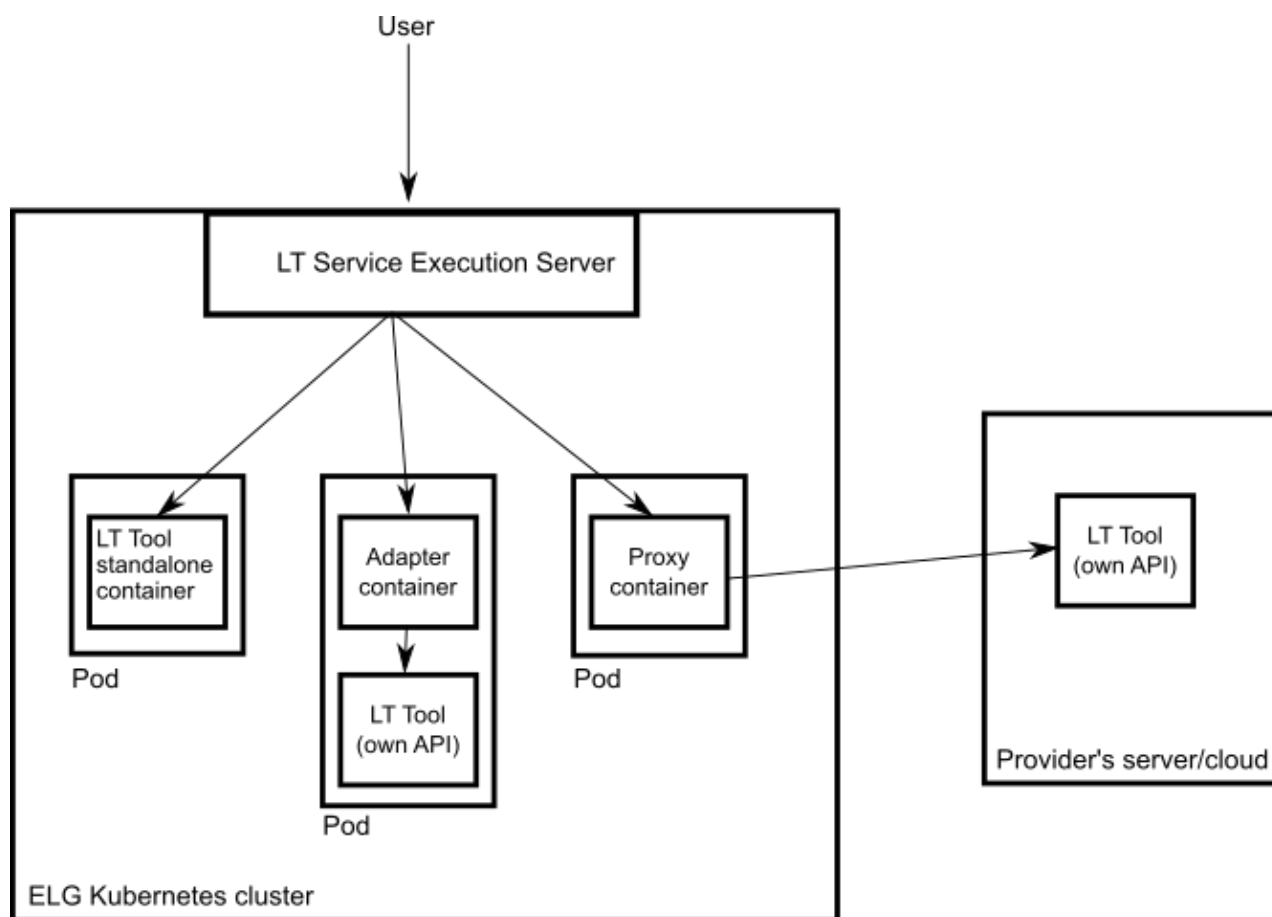 User
LT Service Execution Server
LT Tool
standalone
container
Pod
Adapter
container
LT Tool
(own API)
Pod
Proxy
container
Pod
LT Tool
(own API)
Provider's server/cloud
ELG Kubernetes cluster